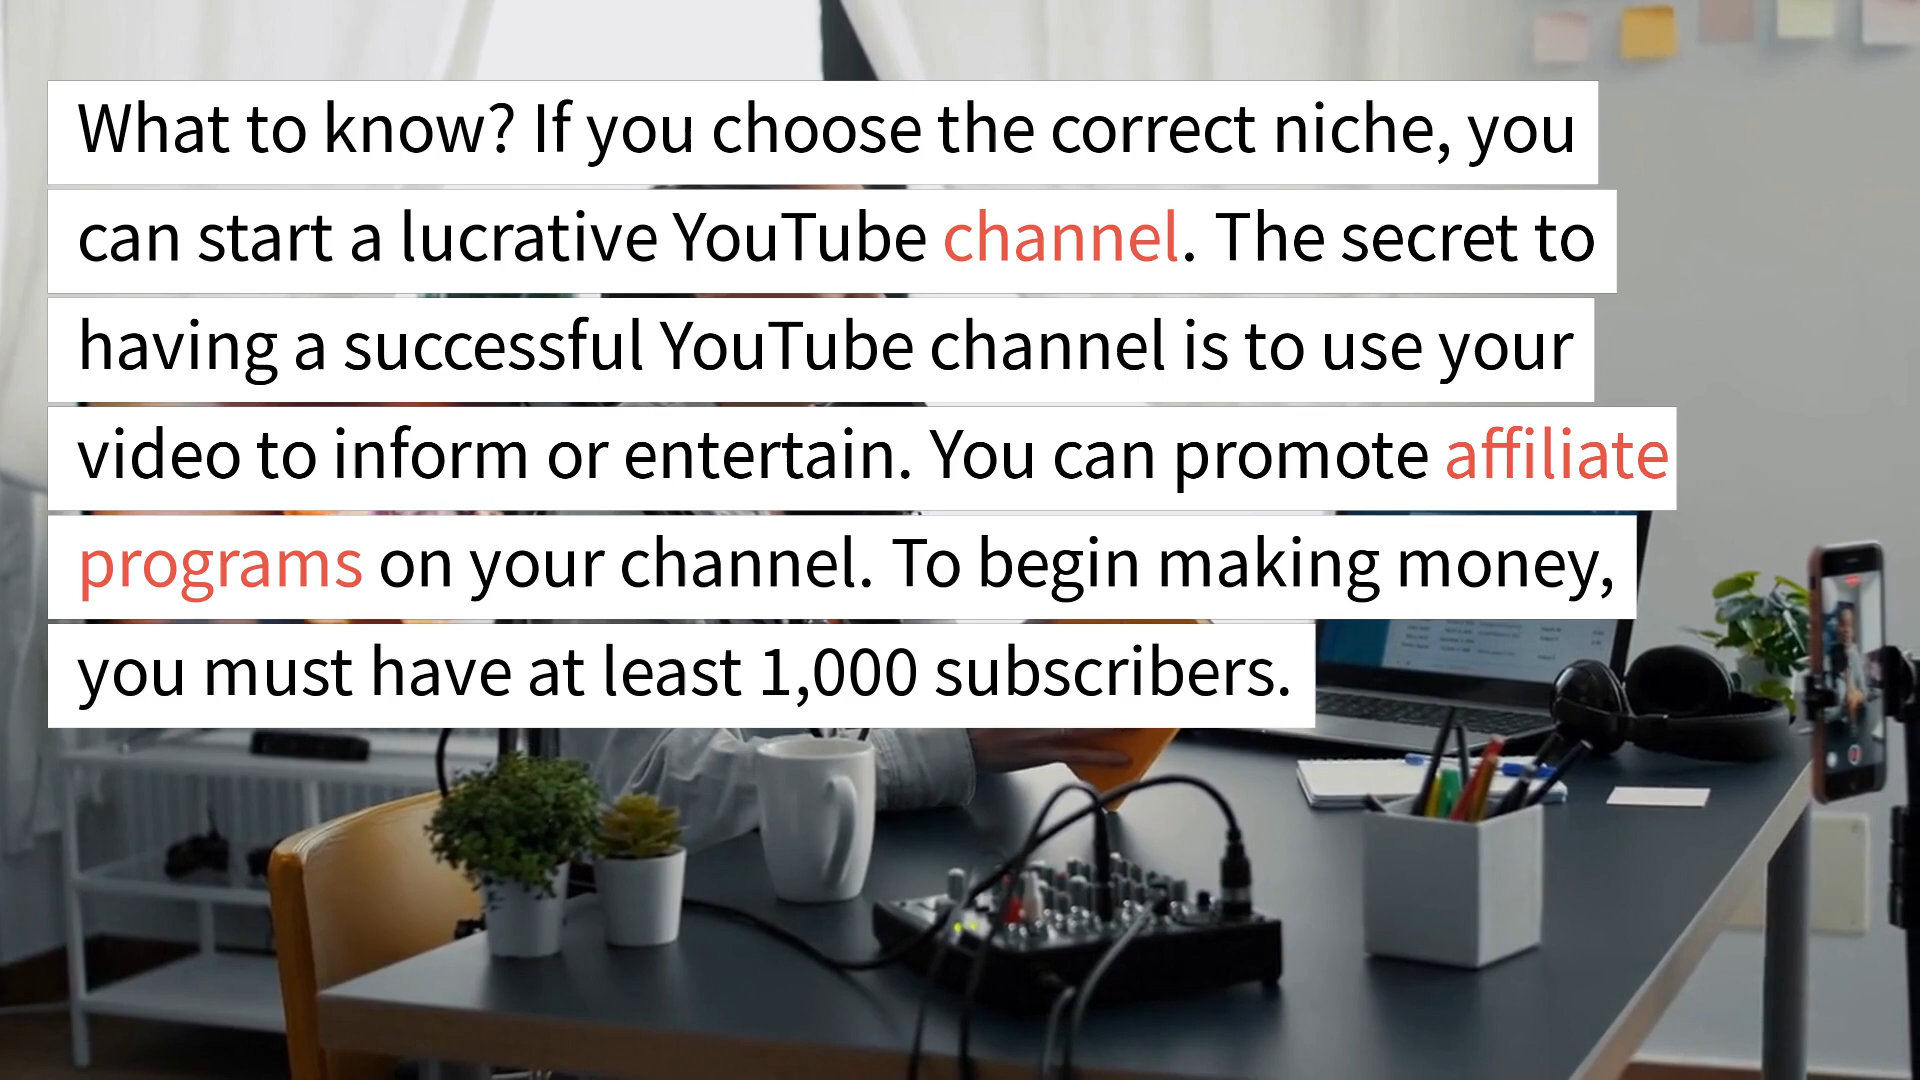 What to know? If you choose the correct niche, you
can start a lucrative YouTube channel. The secret to
having a successful YouTube channel is to use your
video to inform or entertain. You can promote affiliate
programs on your channel. To begin making money,
you must have at least 1,000 subscribers.